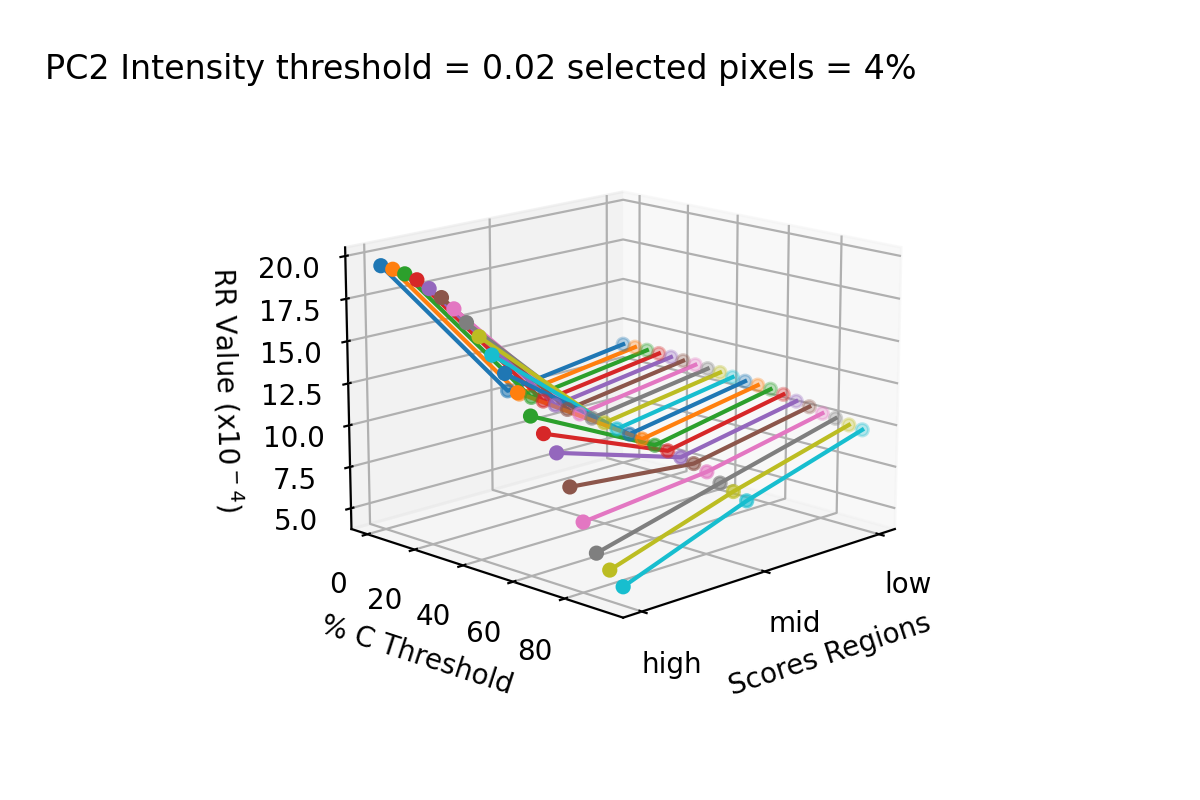 PC2 Intensity threshold = 0.02 selected pixels = 4%
RR Value (x10⁻⁴)
20.0
17.5
15.0
12.5
10.0
7.5
5.0
0
20
40
60
80
% C Threshold
high
mid
low
Scores Regions